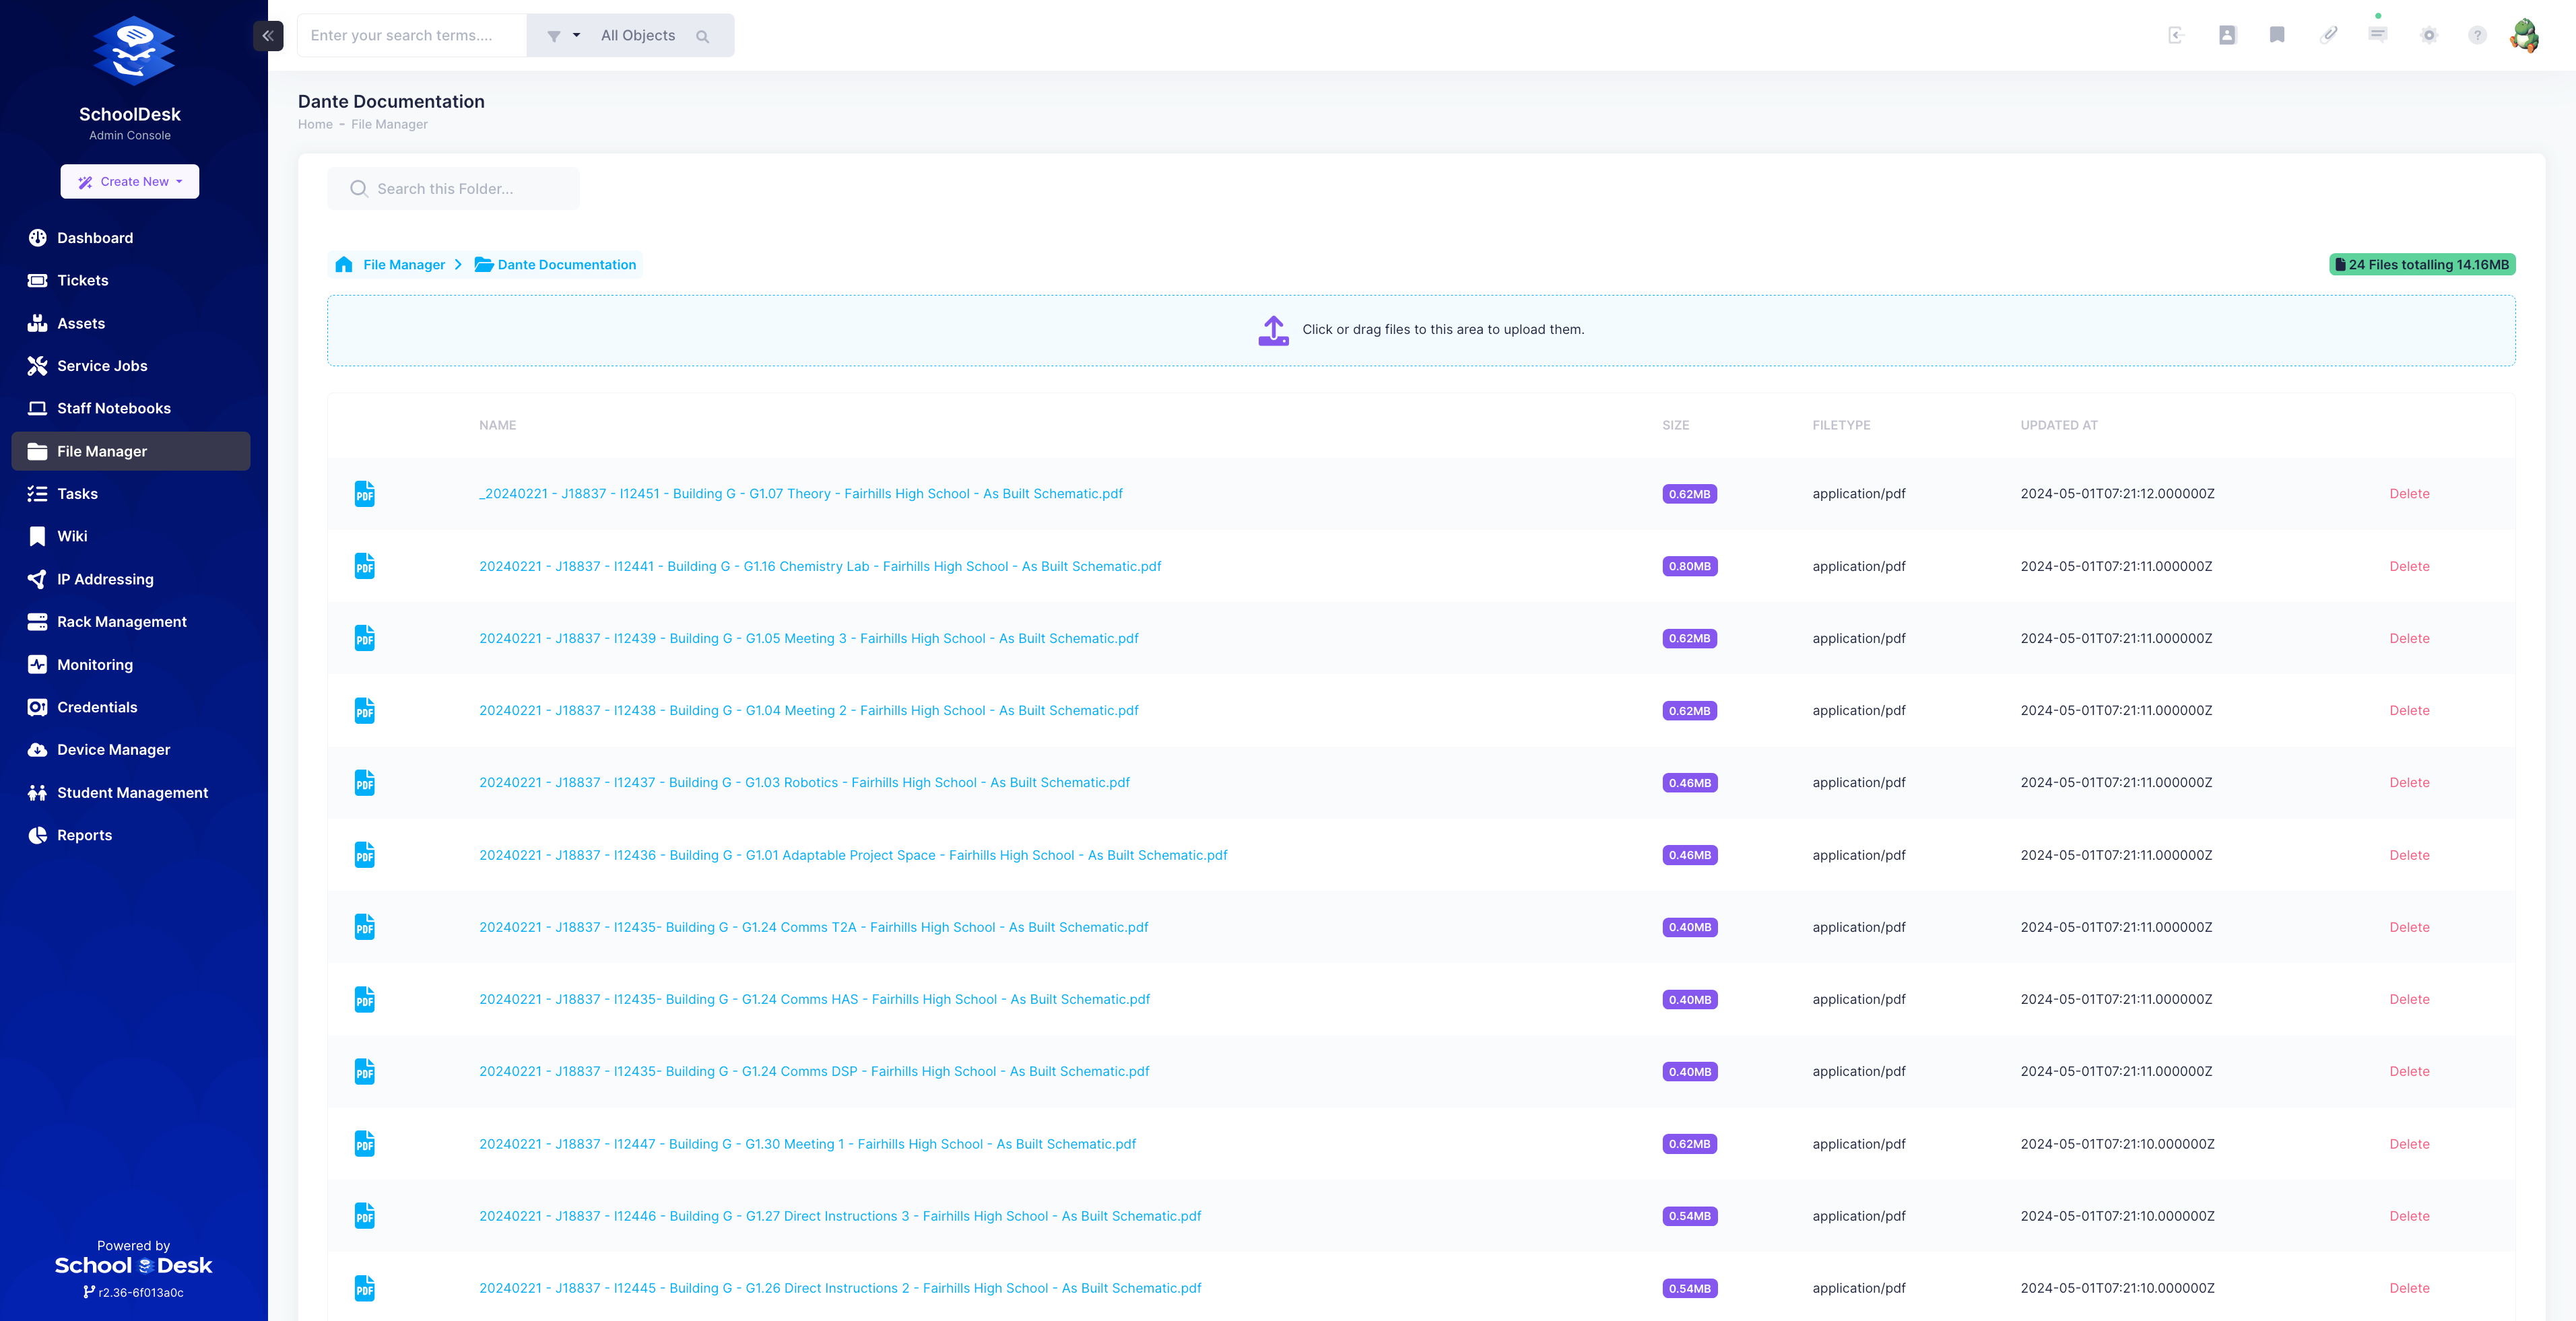 SchoolDesk
Admin Console
Create New
Dashboard
Tickets
Assets
Service Jobs
Staff Notebooks
File Manager
Tasks
Wiki
IP Addressing
Rack Management
Monitoring
Credentials
Device Manager
Student Management
Reports
Powered by
School Desk
r2.36-6f013a0c
Enter your search terms.... All Objects
Dante Documentation
Home - File Manager
Search this Folder...
File Manager > Dante Documentation 24 Files totalling 14.16MB
Click or drag files to this area to upload them.
NAME SIZE FILETYPE UPDATED AT
PDF _20240221 - J18837 - I12451 - Building G - G1.07 Theory - Fairhills High School - As Built Schematic.pdf 0.62MB application/pdf 2024-05-01T07:21:12.000000Z Delete
PDF 20240221 - J18837 - I12441 - Building G - G1.16 Chemistry Lab - Fairhills High School - As Built Schematic.pdf 0.80MB application/pdf 2024-05-01T07:21:11.000000Z Delete
PDF 20240221 - J18837 - I12439 - Building G - G1.05 Meeting 3 - Fairhills High School - As Built Schematic.pdf 0.62MB application/pdf 2024-05-01T07:21:11.000000Z Delete
PDF 20240221 - J18837 - I12438 - Building G - G1.04 Meeting 2 - Fairhills High School - As Built Schematic.pdf 0.62MB application/pdf 2024-05-01T07:21:11.000000Z Delete
PDF 20240221 - J18837 - I12437 - Building G - G1.03 Robotics - Fairhills High School - As Built Schematic.pdf 0.46MB application/pdf 2024-05-01T07:21:11.000000Z Delete
PDF 20240221 - J18837 - I12436 - Building G - G1.01 Adaptable Project Space - Fairhills High School - As Built Schematic.pdf 0.46MB application/pdf 2024-05-01T07:21:11.000000Z Delete
PDF 20240221 - J18837 - I12435- Building G - G1.24 Comms T2A - Fairhills High School - As Built Schematic.pdf 0.40MB application/pdf 2024-05-01T07:21:11.000000Z Delete
PDF 20240221 - J18837 - I12435- Building G - G1.24 Comms HAS - Fairhills High School - As Built Schematic.pdf 0.40MB application/pdf 2024-05-01T07:21:11.000000Z Delete
PDF 20240221 - J18837 - I12435- Building G - G1.24 Comms DSP - Fairhills High School - As Built Schematic.pdf 0.40MB application/pdf 2024-05-01T07:21:11.000000Z Delete
PDF 20240221 - J18837 - I12447 - Building G - G1.30 Meeting 1 - Fairhills High School - As Built Schematic.pdf 0.62MB application/pdf 2024-05-01T07:21:10.000000Z Delete
PDF 20240221 - J18837 - I12446 - Building G - G1.27 Direct Instructions 3 - Fairhills High School - As Built Schematic.pdf 0.54MB application/pdf 2024-05-01T07:21:10.000000Z Delete
PDF 20240221 - J18837 - I12445 - Building G - G1.26 Direct Instructions 2 - Fairhills High School - As Built Schematic.pdf 0.54MB application/pdf 2024-05-01T07:21:10.000000Z Delete